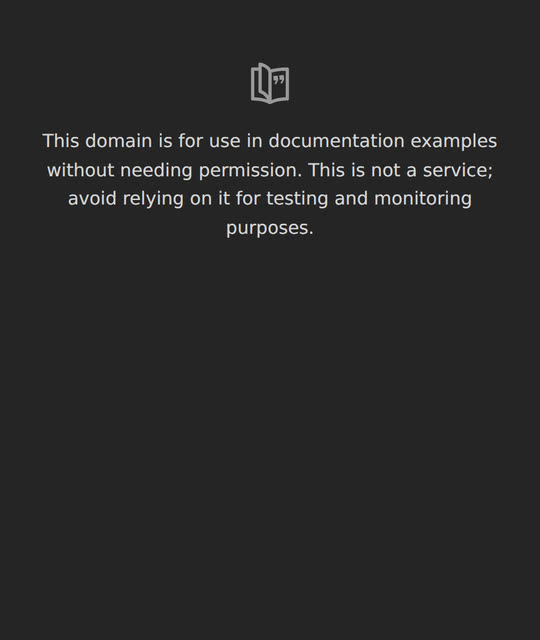 This domain is for use in documentation examples
without needing permission. This is not a service;
avoid relying on it for testing and monitoring
purposes.